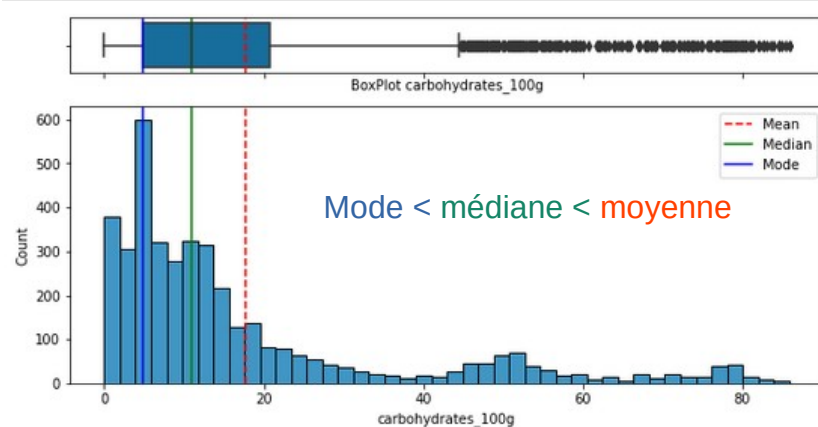 BoxPlot carbohydrates_100g
600
500
400
300
200
100
0
Count
Mean
Median
Mode
Mode < médiane < moyenne
0 20 40 60 80
carbohydrates_100g